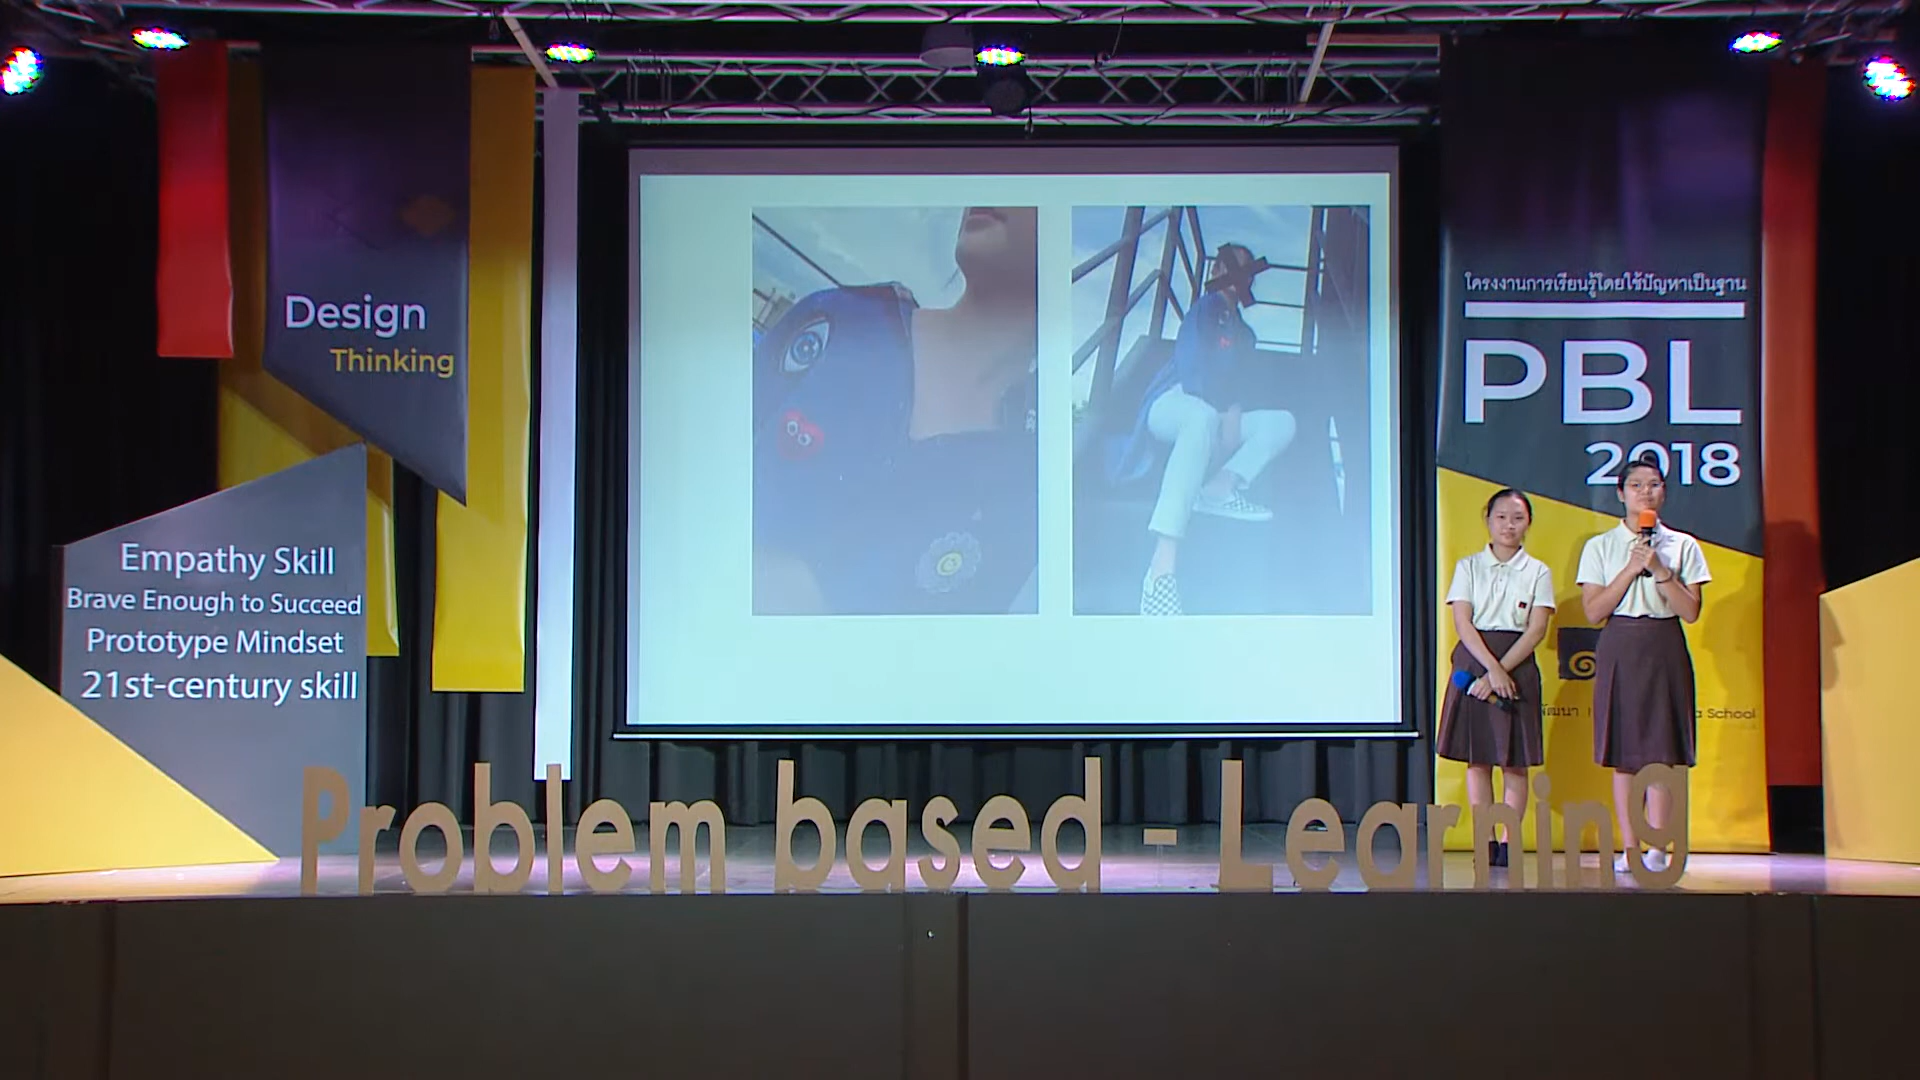 Design
Thinking
Empathy Skill
Brave Enough to Succeed
Prototype Mindset
21st-century skill
โครงงานการเรียนรู้โดยใช้ปัญหาเป็นฐาน
PBL
2018
School
Problem based - Learning